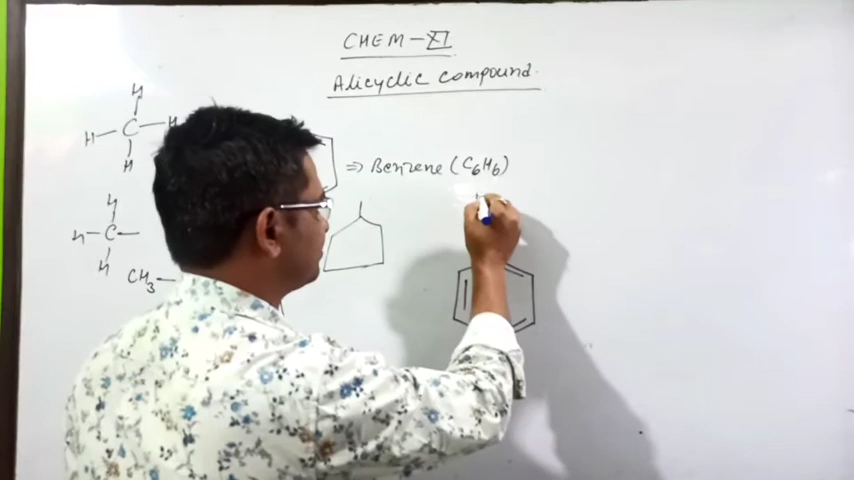 CHEM-XI
Alicyclic Compound
H
H C H
H
⇒ Benzene (C6H6)
H
H C
H
CH3